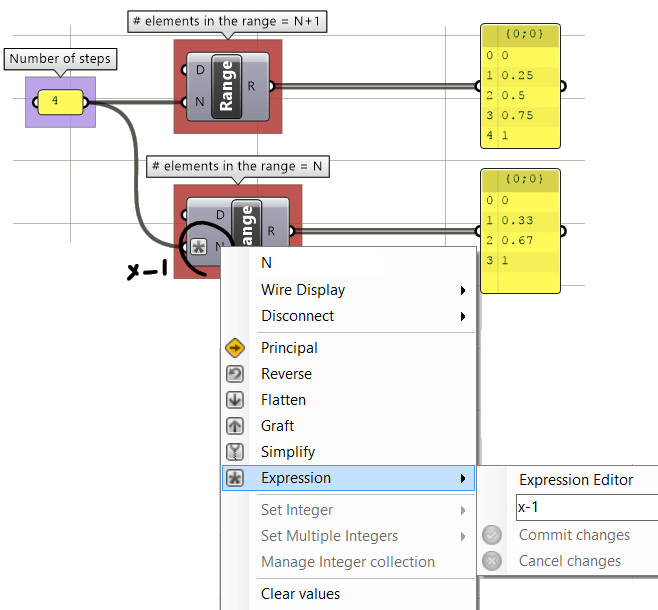 # elements in the range = N+1
Number of steps
4
D
N
Range
R
{0;0}
0 0
1 0.25
2 0.5
3 0.75
4 1
# elements in the range = N
D
N
ange
R
{0;0}
0 0
1 0.33
2 0.67
3 1
x-1
N
Wire Display
Disconnect
Principal
Reverse
Flatten
Graft
Simplify
Expression
Set Integer
Set Multiple Integers
Manage Integer collection
Clear values
Expression Editor
x-1
Commit changes
Cancel changes